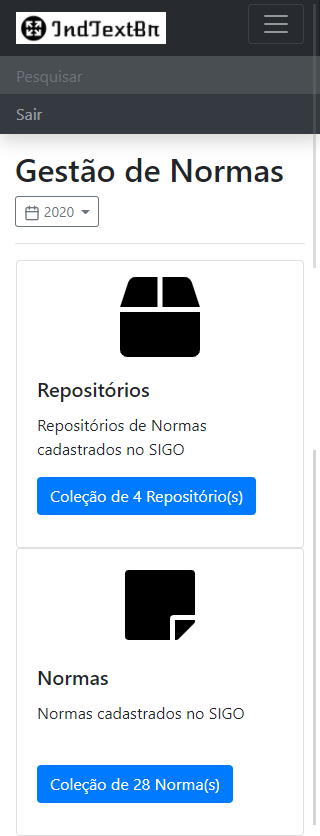 IndTextBr
Pesquisar
Sair
Gestão de Normas
2020
Repositórios
Repositórios de Normas
cadastrados no SIGO
Coleção de 4 Repositório(s)
Normas
Normas cadastrados no SIGO
Coleção de 28 Norma(s)